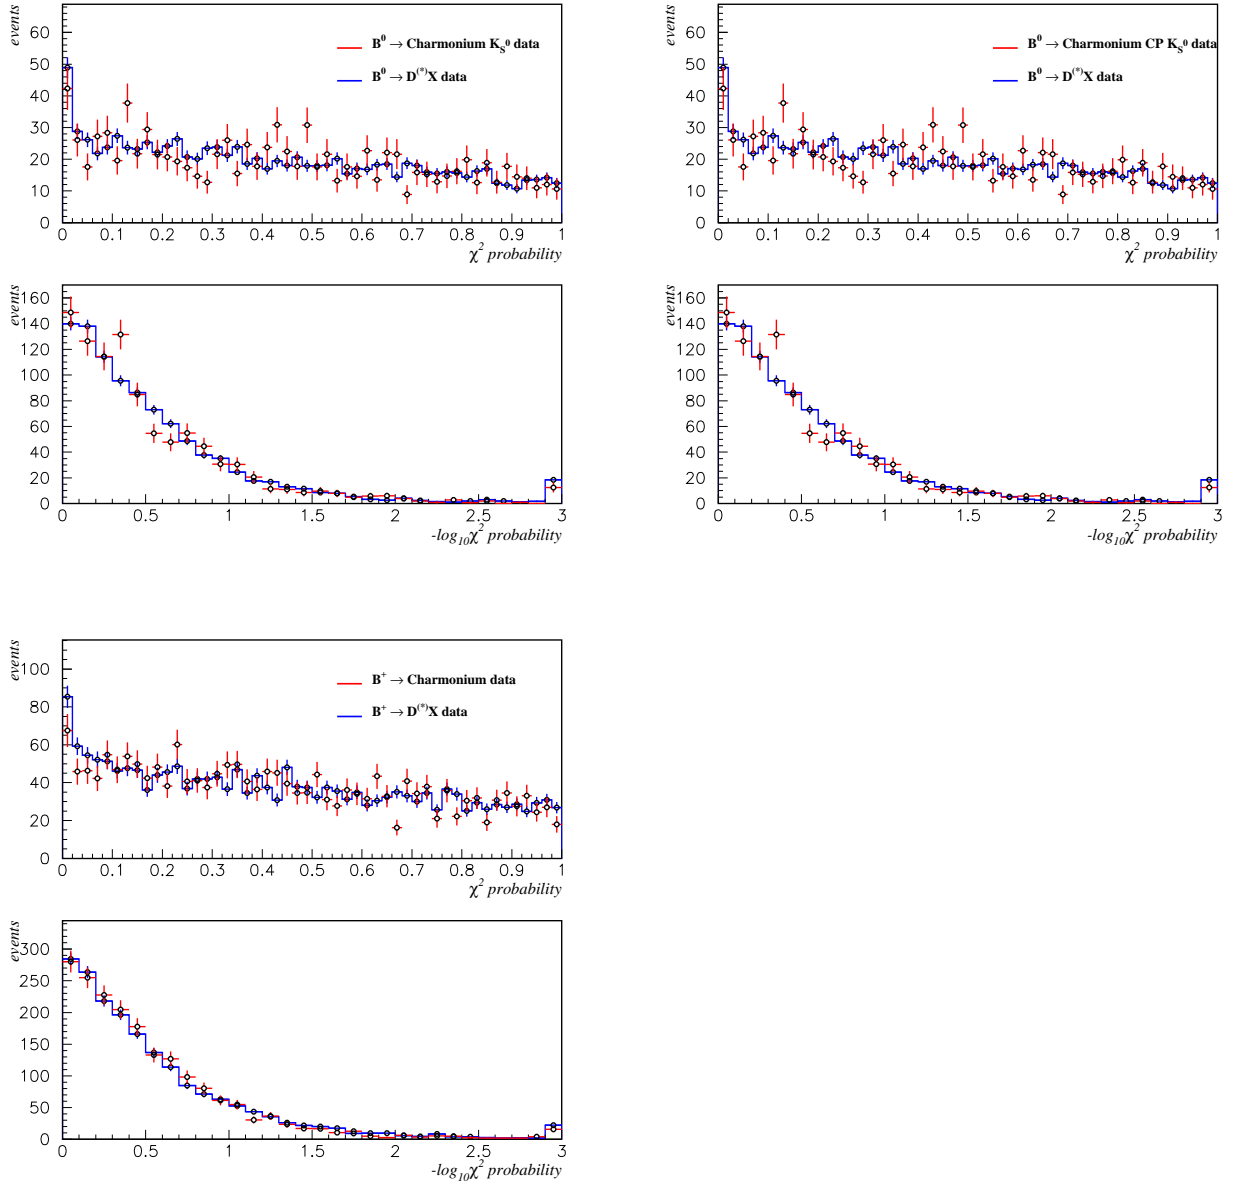 events
60
50
40
30
20
10
0
B⁰ → Charmonium K_S⁰ data
B⁰ → D⁽*⁾X data
0 0.1 0.2 0.3 0.4 0.5 0.6 0.7 0.8 0.9 1
χ² probability
events
60
50
40
30
20
10
0
B⁰ → Charmonium CP K_S⁰ data
B⁰ → D⁽*⁾X data
0 0.1 0.2 0.3 0.4 0.5 0.6 0.7 0.8 0.9 1
χ² probability
events
160
140
120
100
80
60
40
20
0
0 0.5 1 1.5 2 2.5 3
-log₁₀χ² probability
events
160
140
120
100
80
60
40
20
0
0 0.5 1 1.5 2 2.5 3
-log₁₀χ² probability
events
100
80
60
40
20
0
B⁺ → Charmonium data
B⁺ → D⁽*⁾X data
0 0.1 0.2 0.3 0.4 0.5 0.6 0.7 0.8 0.9 1
χ² probability
events
300
250
200
150
100
50
0
0 0.5 1 1.5 2 2.5 3
-log₁₀χ² probability